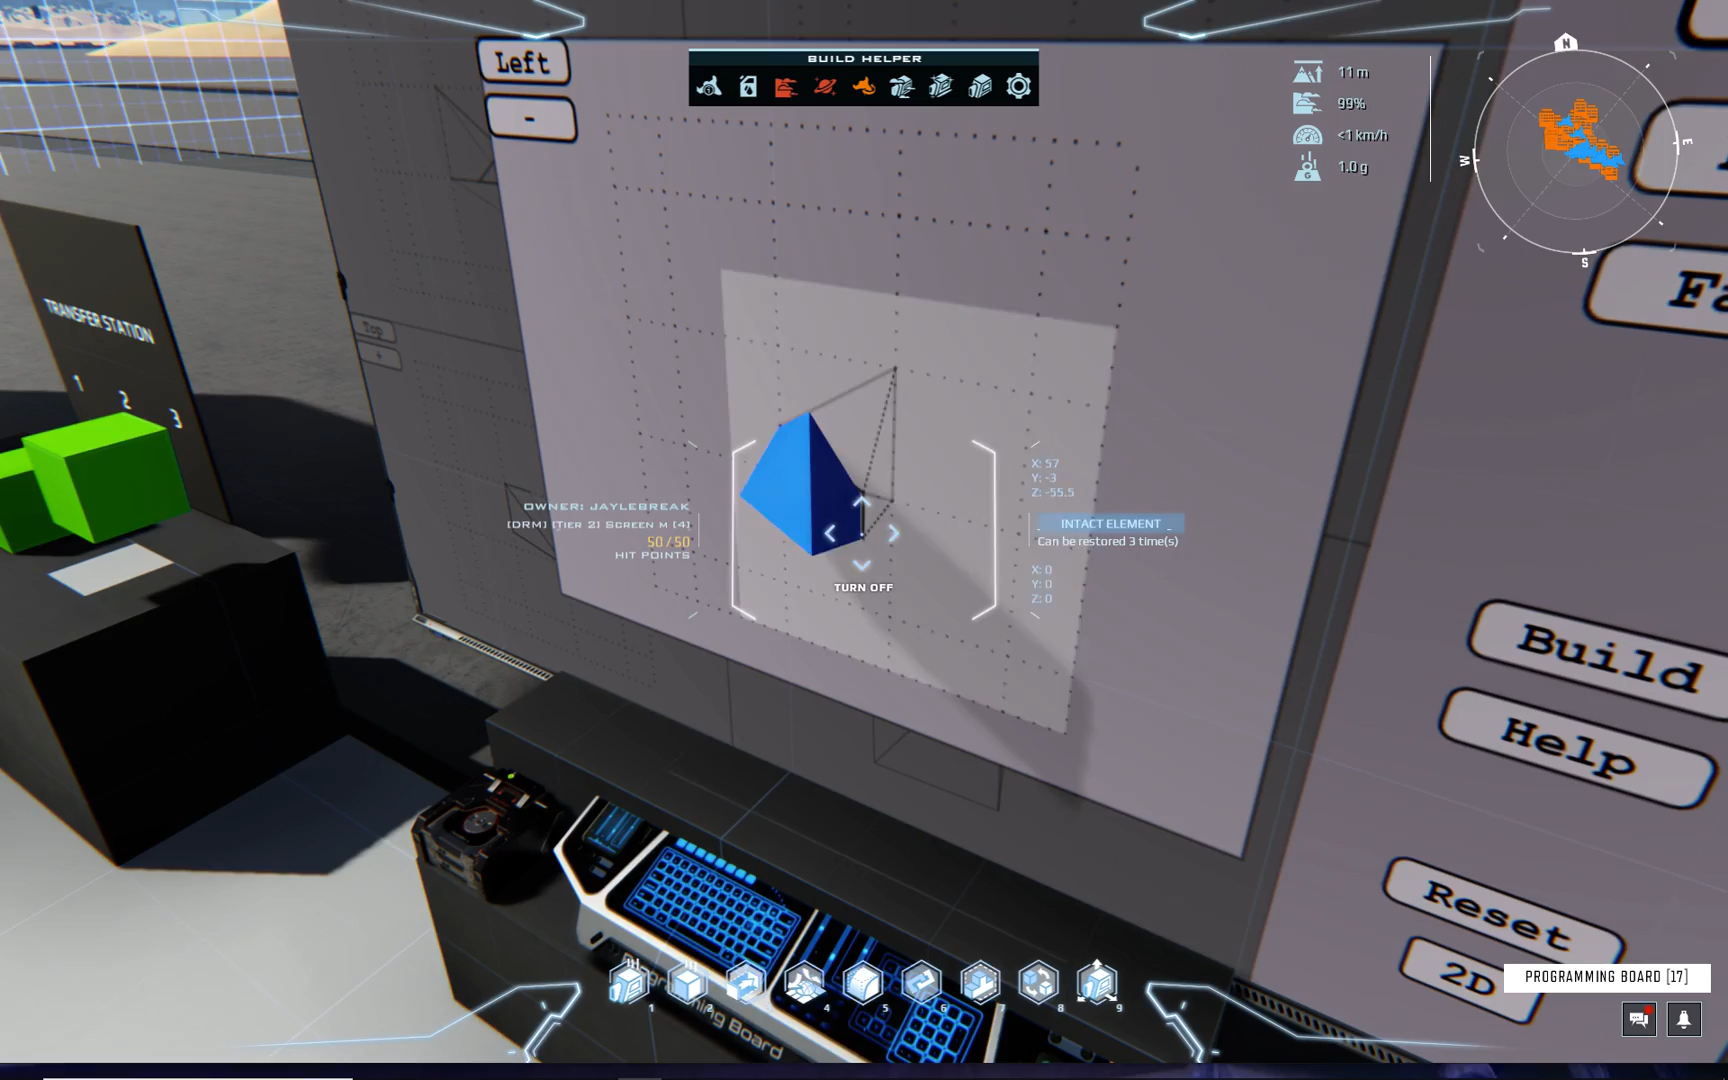 Left
-
BUILD HELPER
11 m
99%
<1 km/h
1.0 g
N
E
S
W
TRANSFER STATION
1
2
3
Top
+
Fa
X: 57
Y: -3
Z: -55.5
OWNER: JAYLEBREAK
[DRM] [Tier 2] Screen m [4]
50/50
HIT POINTS
INTACT ELEMENT
Can be restored 3 time(s)
X: 0
Y: 0
Z: 0
TURN OFF
Build
Help
Reset
2D
PROGRAMMING BOARD [17]
1
2
4
5
6
7
8
9
Programming Board